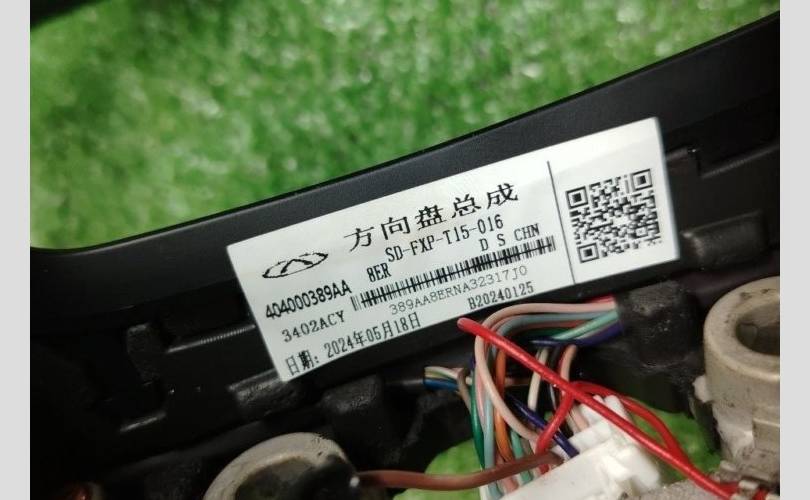 方向盘总成
SD-FXP-T15-016
404000389AA 8ER D S CHN
3402ACY 389AA8ERNA32317J0
日期: 2024年05月18日 B20240125